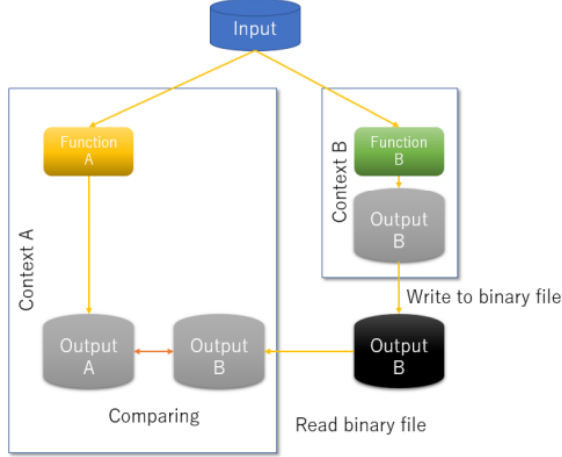 Input
Function
A
Function
B
Context A
Context B
Output
B
Write to binary file
Output
A
Output
B
Output
B
Comparing
Read binary file